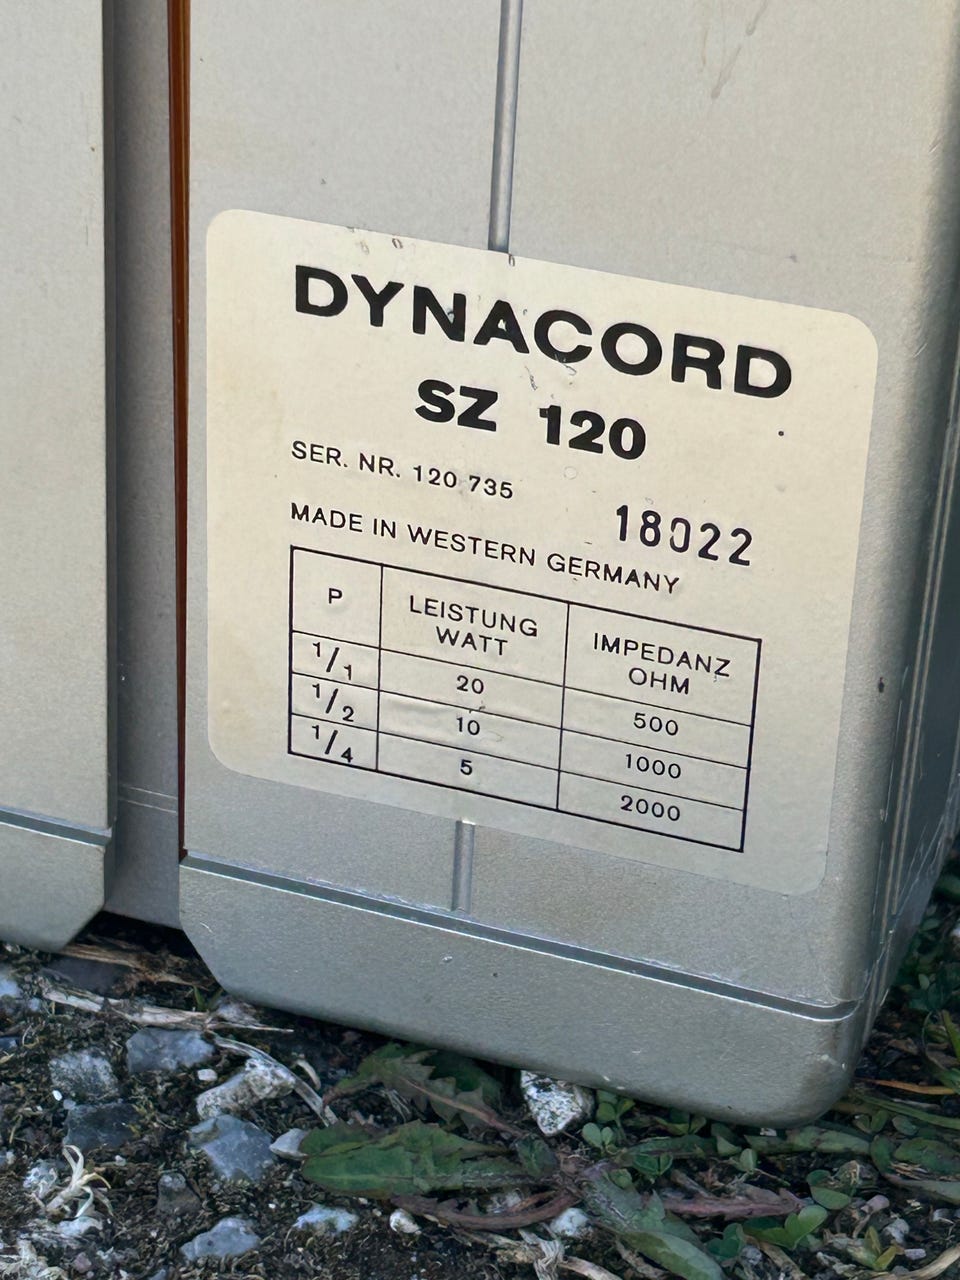 DYNACORD
SZ 120
SER. NR. 120 735
18022
MADE IN WESTERN GERMANY
P LEISTUNG WATT IMPEDANZ OHM
1/1 20 500
1/2 10 1000
1/4 5 2000